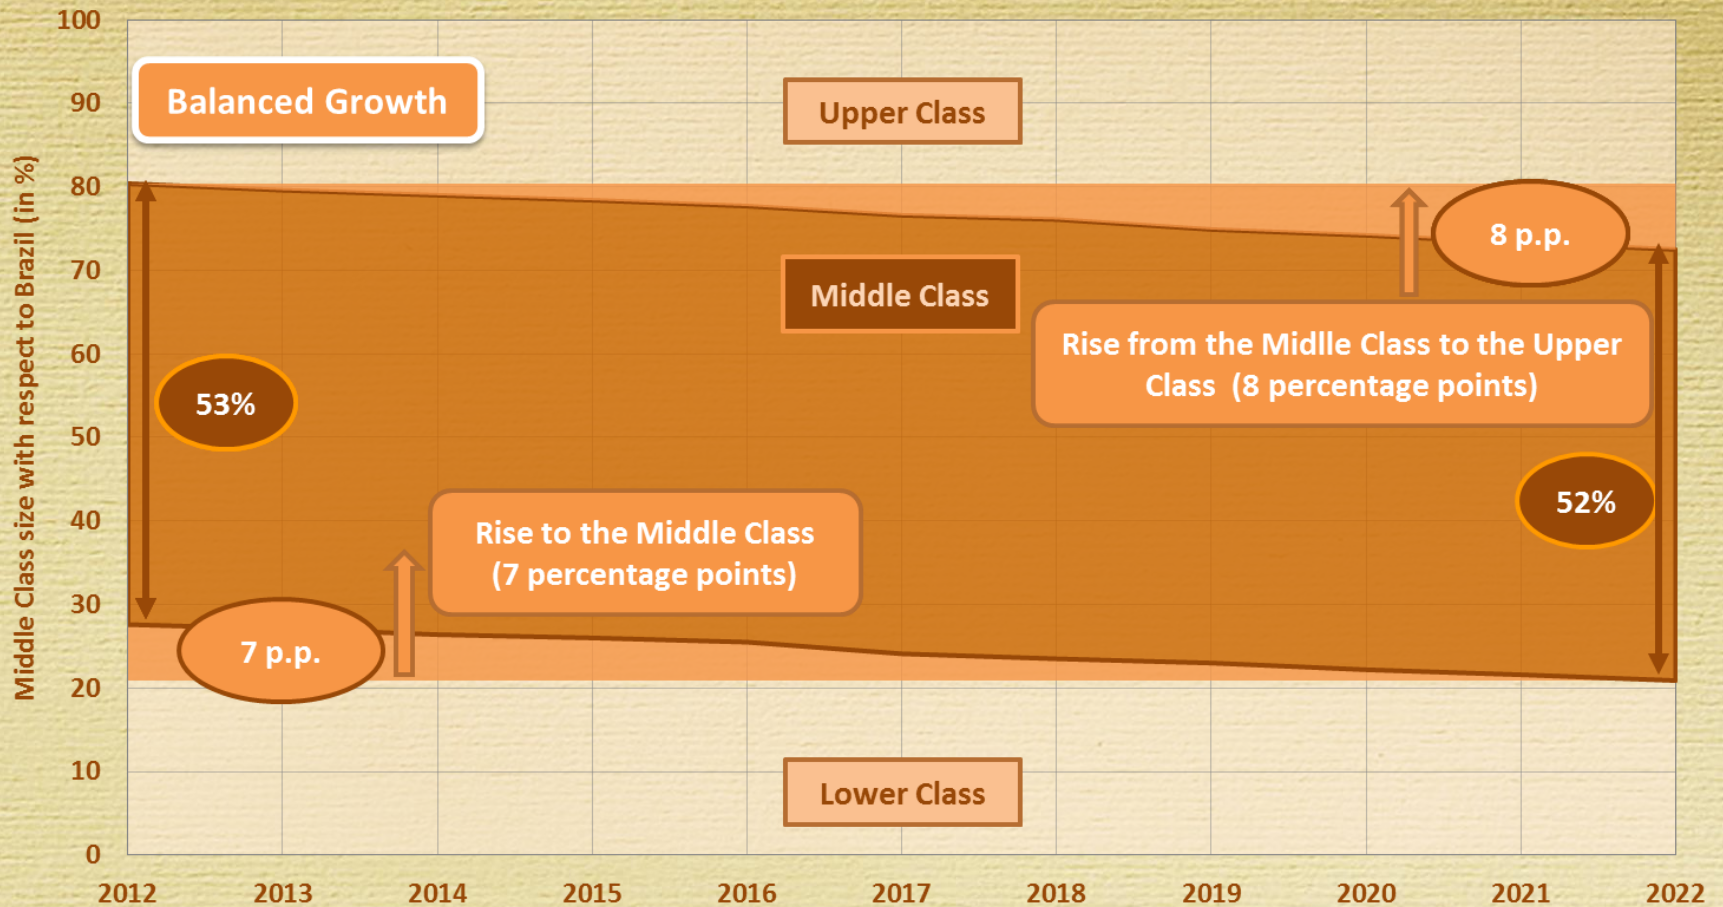 100
90
80
70
60
50
40
30
20
10
0
Middle Class size with respect to Brazil (in %)
Balanced Growth
Upper Class
8 p.p.
Middle Class
Rise from the Midlle Class to the Upper
Class (8 percentage points)
53%
52%
Rise to the Middle Class
(7 percentage points)
7 p.p.
Lower Class
2012 2013 2014 2015 2016 2017 2018 2019 2020 2021 2022